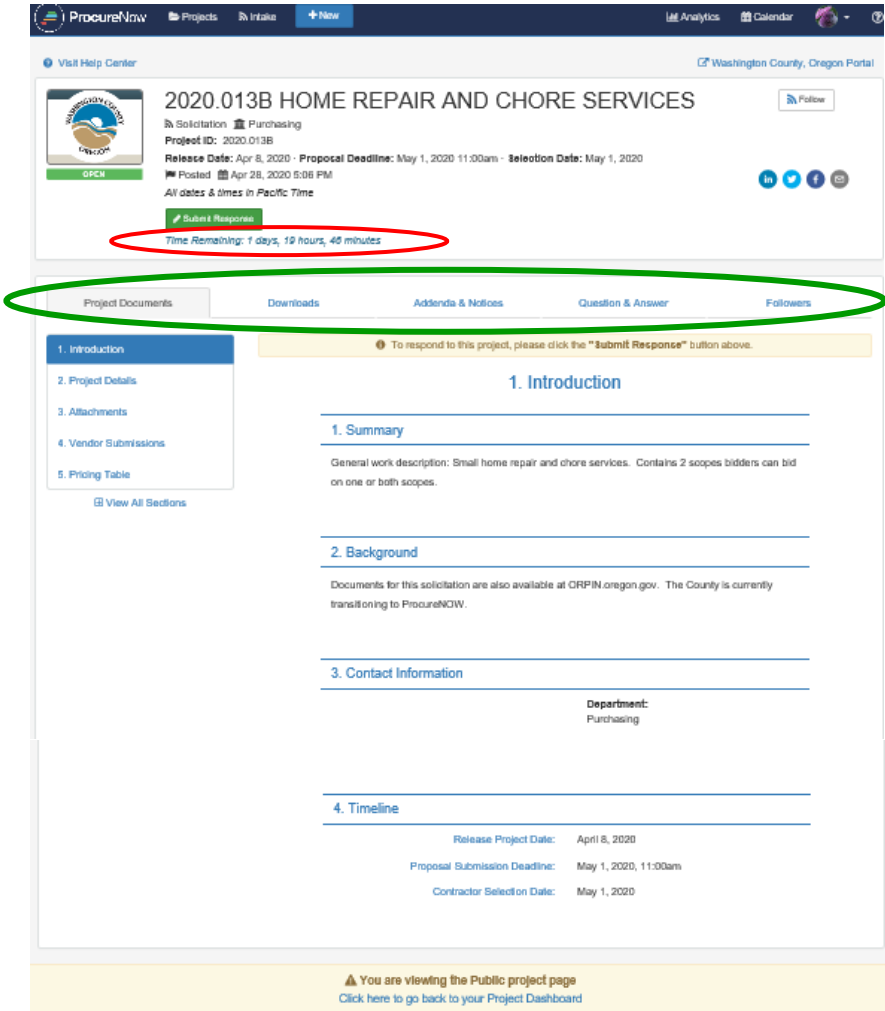 ProcureNow Projects Intake + New Analytics Calendar
Visit Help Center Washington County, Oregon Portal
WASHINGTON COUNTY
OREGON
OPEN
2020.013B HOME REPAIR AND CHORE SERVICES
Follow
Solicitation Purchasing
Project ID: 2020.013B
Release Date: Apr 8, 2020 · Proposal Deadline: May 1, 2020 11:00am · Selection Date: May 1, 2020
Posted Apr 28, 2020 5:06 PM
All dates & times in Pacific Time
Submit Response
Time Remaining: 1 days, 19 hours, 46 minutes
Project Documents Downloads Addenda & Notices Question & Answer Followers
1. Introduction
2. Project Details
3. Attachments
4. Vendor Submissions
5. Pricing Table
View All Sections
To respond to this project, please click the "Submit Response" button above.
1. Introduction
1. Summary
General work description: Small home repair and chore services. Contains 2 scopes bidders can bid
on one or both scopes.
2. Background
Documents for this solicitation are also available at ORPIN.oregon.gov. The County is currently
transitioning to ProcureNOW.
3. Contact Information
Department:
Purchasing
4. Timeline
Release Project Date: April 8, 2020
Proposal Submission Deadline: May 1, 2020, 11:00am
Contractor Selection Date: May 1, 2020
You are viewing the Public project page
Click here to go back to your Project Dashboard